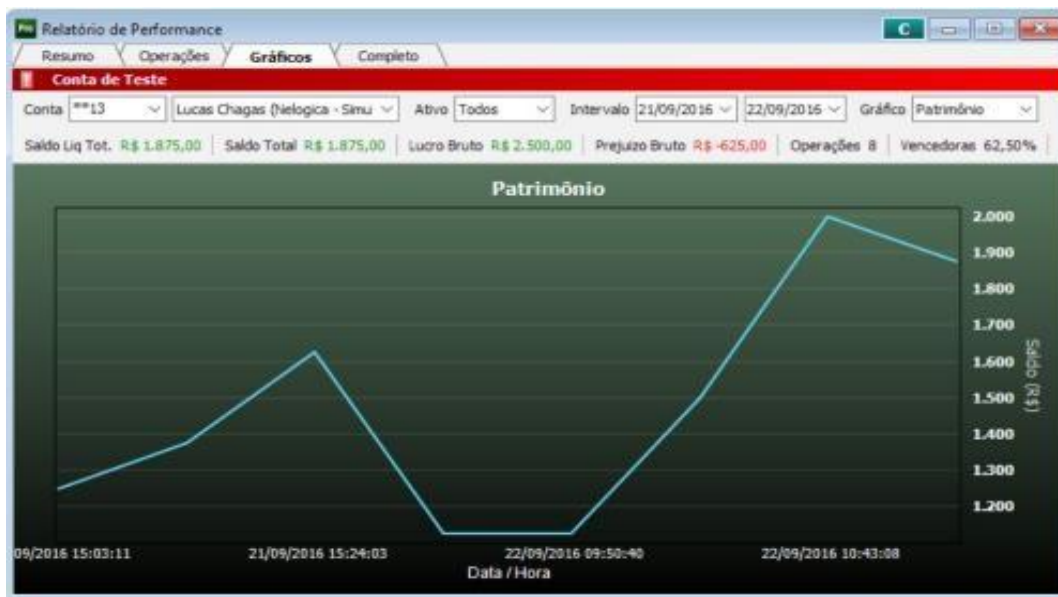 Pro Relatório de Performance C
Resumo Operações Gráficos Completo
Conta de Teste
Conta **13 Lucas Chagas (Nelogica - Simu Ativo Todos Intervalo 21/09/2016 22/09/2016 Gráfico Patrimônio
Saldo Liq Tot. R$ 1.875,00 Saldo Total R$ 1.875,00 Lucro Bruto R$ 2.500,00 Prejuizo Bruto R$ -625,00 Operações 8 Vencedoras 62,50%
Patrimônio
2.000
1.900
1.800
1.700
1.600
1.500
1.400
1.300
1.200
Saldo (R$)
09/2016 15:03:11 21/09/2016 15:24:03 22/09/2016 09:50:40 22/09/2016 10:43:08
Data / Hora